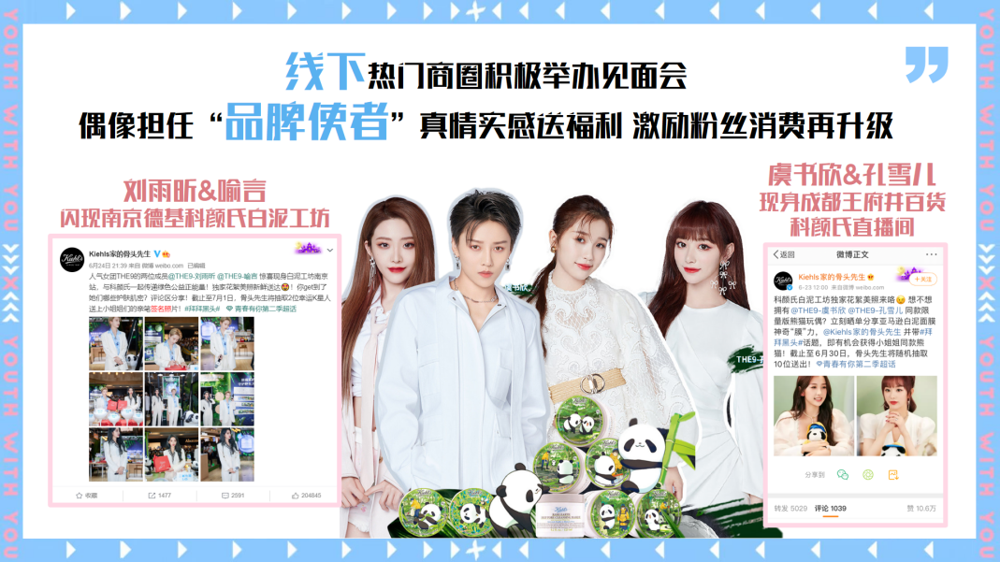 线下热门商圈积极举办见面会
偶像担任“品牌使者”真情实感送福利 激励粉丝消费再升级
刘雨昕&喻言
闪现南京德基科颜氏白泥工坊
Kiehls家的骨头先生
6月24日 21:39 来自 微博 weibo.com 已编辑
人气女团THE9的两位成员@THE9-刘雨昕 @THE9-喻言 惊喜现身白泥工坊南京
站,与科颜氏一起传递绿色公益正能量!独家花絮美照新鲜送达!你get到了
她们哪些护肤肌密?评论区分享!截止至7月1日,骨头先生将抽取2位幸运K星人
送上小姐姐们的亲笔签名照片!#拜拜黑头# 青春有你第二季超话
收藏
1477
2591
204845
虞书欣&孔雪儿
现身成都王府井百货
科颜氏直播间
返回
微博正文
Kiehls家的骨头先生
+关注
6-23 12:00 来自微博 weibo.com
科颜氏白泥工坊独家花絮美照来咯 想不想
拥有@THE9-虞书欣 @THE9-孔雪儿 同款限
量版熊猫玩偶?立刻晒单分享亚马逊白泥面膜
神奇“膜”力,@Kiehls家的骨头先生 并带#拜
拜黑头#话题,即有机会获得小姐姐同款熊
猫!截止至6月30日,骨头先生将随机抽取
10位送出! 青春有你第二季超话
分享到
转发 5029
评论 1039
赞 10.6万
YOUTH WITH YOU
YOUTH WITH YOU
YOUTH WITH YOU
YOUTH WITH YOU
Kiehl's